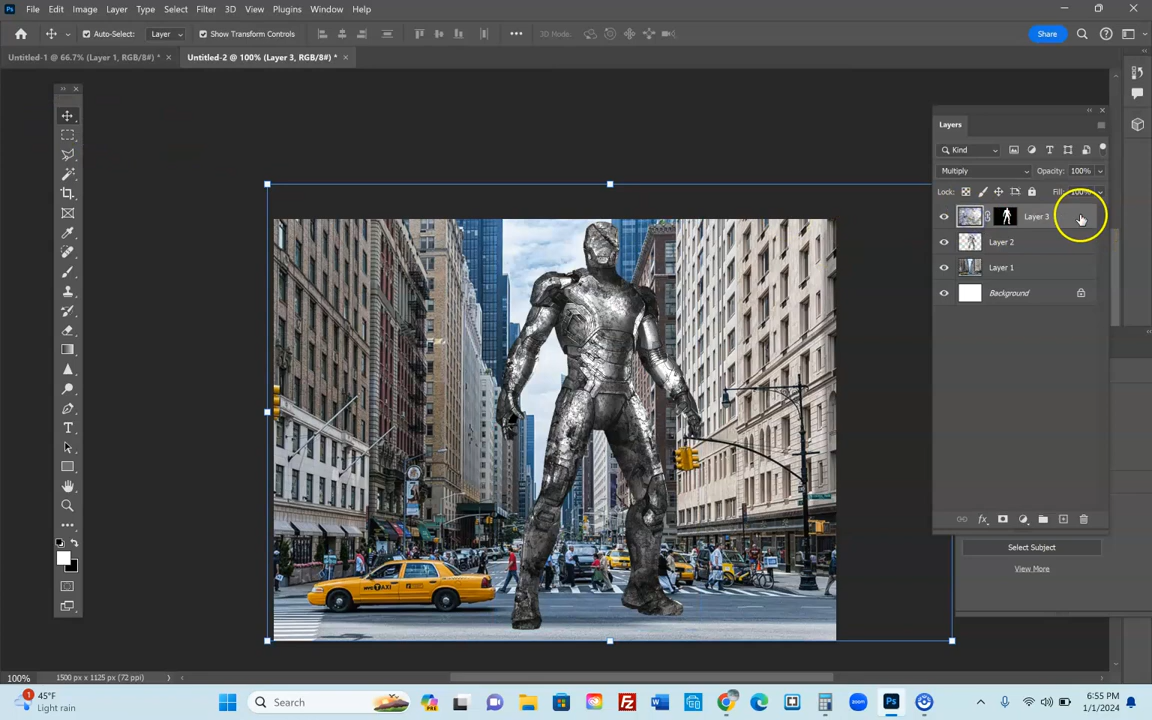 File Edit Image Layer Type Select Filter 3D View Plugins Window Help
Auto-Select: Layer Show Transform Controls 3D Mode: Share
Untitled-1 @ 66.7% (Layer 1, RGB/8#) * × Untitled-2 @ 100% (Layer 3, RGB/8#) * ×
Layers
Kind
Multiply Opacity: 100%
Lock: Fill: 100%
Layer 3
Layer 2
Layer 1
Background
Select Subject
View More
100% 1500 px x 1125 px (72 ppi)
45°F
Light rain
Search
6:55 PM
1/1/2024